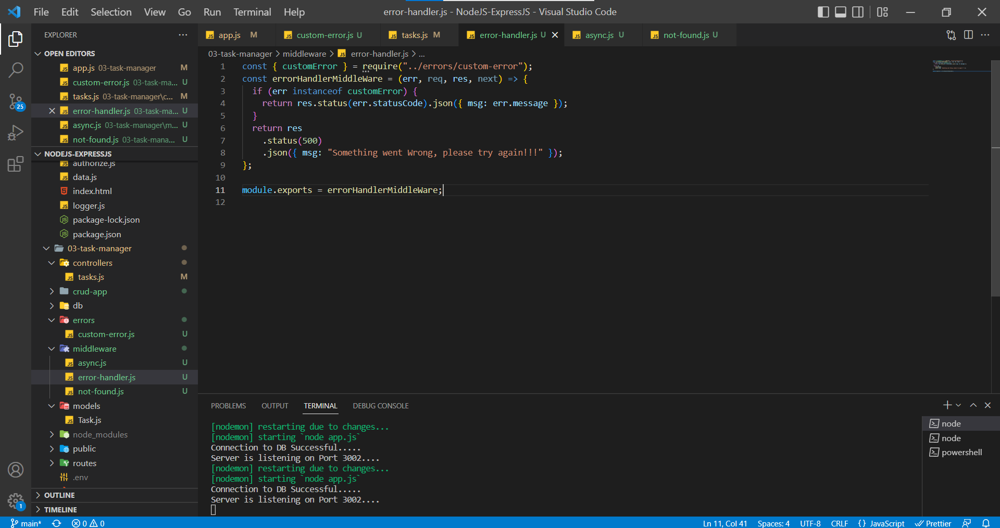 File Edit Selection View Go Run Terminal Help
error-handler.js - NodeJS-ExpressJS - Visual Studio Code
EXPLORER
OPEN EDITORS
app.js 03-task-manager M
custom-error.js 03-task-ma... U
tasks.js 03-task-manager\c... M
error-handler.js 03-task-ma... U
async.js 03-task-manager\m... U
not-found.js 03-task-mana... U
NODEJS-EXPRESSJS
authorize.js
data.js
index.html
logger.js
package-lock.json
package.json
03-task-manager
controllers
tasks.js M
crud-app
db
errors
custom-error.js U
middleware
async.js U
error-handler.js U
not-found.js U
models
Task.js
node_modules
public
routes
.env
OUTLINE
TIMELINE
25
1
app.js M
custom-error.js U
tasks.js M
error-handler.js U
async.js U
not-found.js U
03-task-manager > middleware > error-handler.js > ...
1 const { customError } = require("../errors/custom-error");
2 const errorHandlerMiddleWare = (err, req, res, next) => {
3 if (err instanceof customError) {
4 return res.status(err.statusCode).json({ msg: err.message });
5 }
6 return res
7 .status(500)
8 .json({ msg: "Something went Wrong, please try again!!!" });
9 };
10
11 module.exports = errorHandlerMiddleWare;
12
PROBLEMS OUTPUT TERMINAL DEBUG CONSOLE
[nodemon] restarting due to changes...
[nodemon] starting `node app.js`
Connection to DB Successful.....
Server is listening on Port 3002....
[nodemon] restarting due to changes...
[nodemon] starting `node app.js`
Connection to DB Successful.....
Server is listening on Port 3002....
node
node
powershell
main* 0 0
Ln 11, Col 41 Spaces: 4 UTF-8 CRLF {} JavaScript Prettier